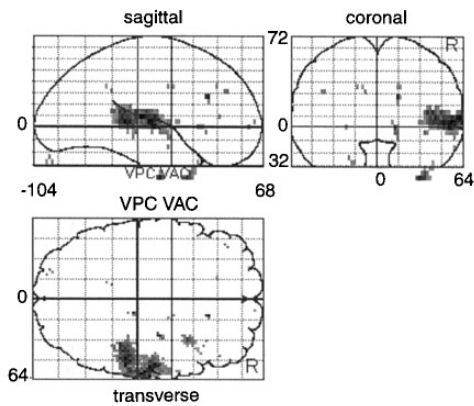 sagittal
coronal
72
R
0
0
32
VPC VAC
-104
68
0
64
VPC VAC
0
R
64
transverse